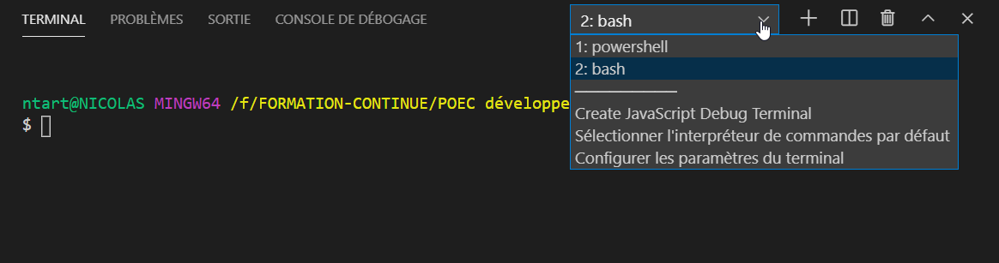 TERMINAL PROBLÈMES SORTIE CONSOLE DE DÉBOGAGE 2: bash
1: powershell
2: bash
Create JavaScript Debug Terminal
Sélectionner l'interpréteur de commandes par défaut
Configurer les paramètres du terminal
ntart@NICOLAS MINGW64 /f/FORMATION-CONTINUE/POEC développe
$